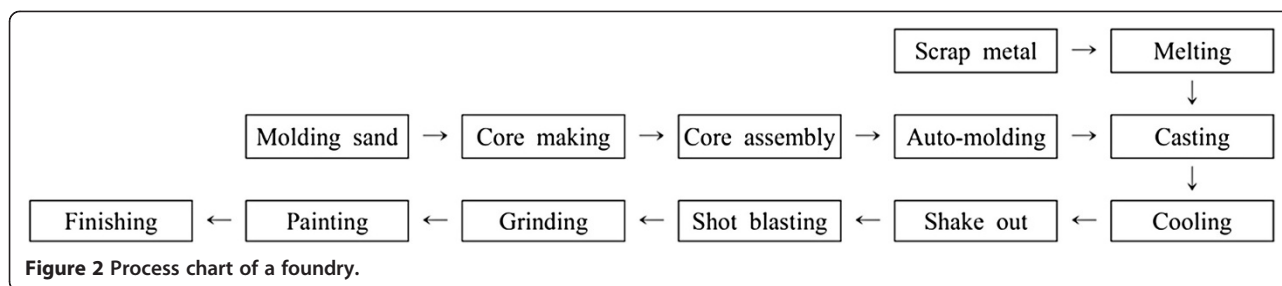 Scrap metal → Melting
↓
Molding sand → Core making → Core assembly → Auto-molding → Casting
↓
Finishing ← Painting ← Grinding ← Shot blasting ← Shake out ← Cooling
Figure 2 Process chart of a foundry.